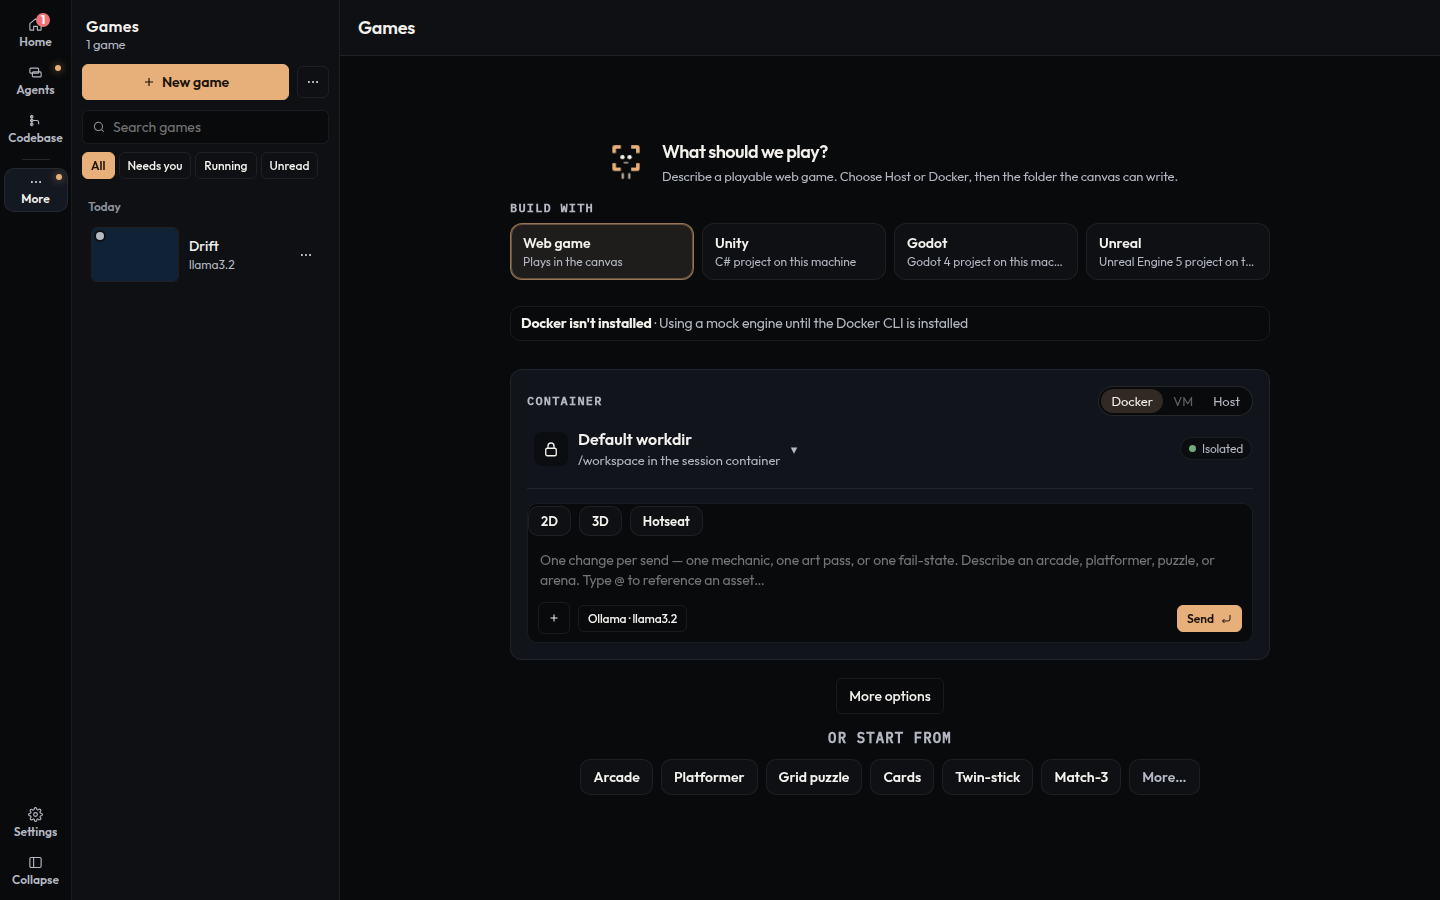 1
Home
Agents
Codebase
More
Settings
Collapse
Games
1 game
+ New game
Search games
All
Needs you
Running
Unread
Today
Drift
llama3.2
Games
What should we play?
Describe a playable web game. Choose Host or Docker, then the folder the canvas can write.
BUILD WITH
Web game
Plays in the canvas
Unity
C# project on this machine
Godot
Godot 4 project on this mac...
Unreal
Unreal Engine 5 project on t...
Docker isn't installed · Using a mock engine until the Docker CLI is installed
CONTAINER
Docker
VM
Host
Default workdir
/workspace in the session container
Isolated
2D
3D
Hotseat
One change per send — one mechanic, one art pass, or one fail-state. Describe an arcade, platformer, puzzle, or
arena. Type @ to reference an asset...
+
Ollama · llama3.2
Send
More options
OR START FROM
Arcade
Platformer
Grid puzzle
Cards
Twin-stick
Match-3
More...